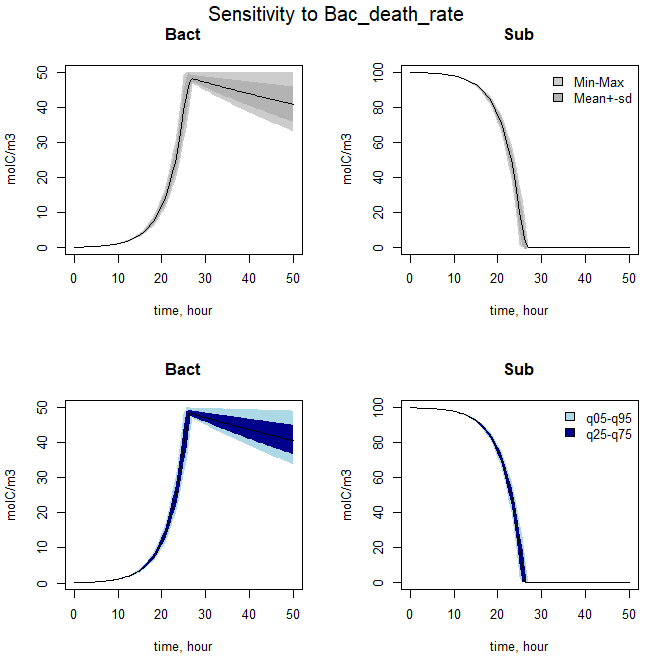 Sensitivity to Bac_death_rate
Bact
molC/m3
0 10 20 30 40 50
0 10 20 30 40 50
time, hour
Sub
molC/m3
0 20 40 60 80 100
0 10 20 30 40 50
time, hour
Min-Max
Mean+-sd
Bact
molC/m3
0 10 20 30 40 50
0 10 20 30 40 50
time, hour
Sub
molC/m3
0 20 40 60 80 100
0 10 20 30 40 50
time, hour
q05-q95
q25-q75